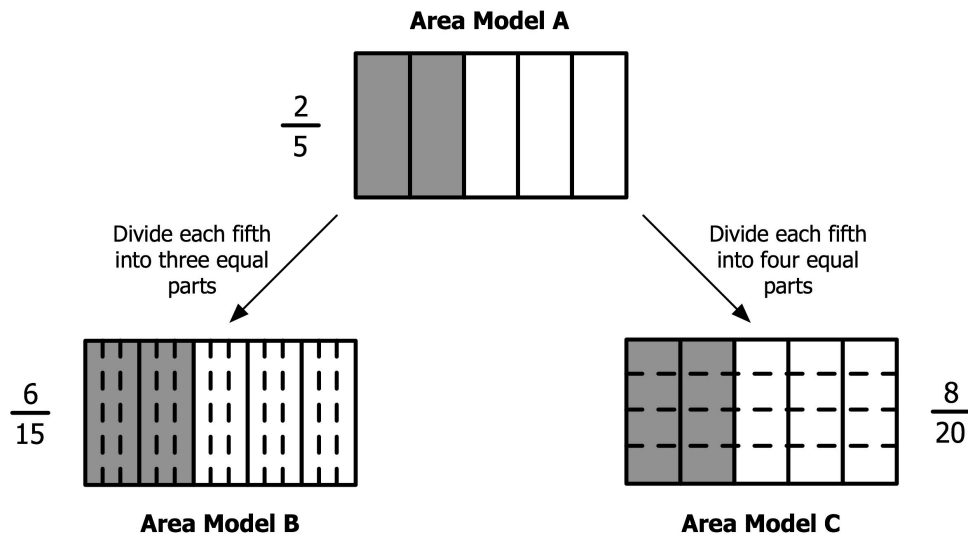 Area Model A
2
5
Divide each fifth
into three equal
parts
Divide each fifth
into four equal
parts
6
15
8
20
Area Model B
Area Model C